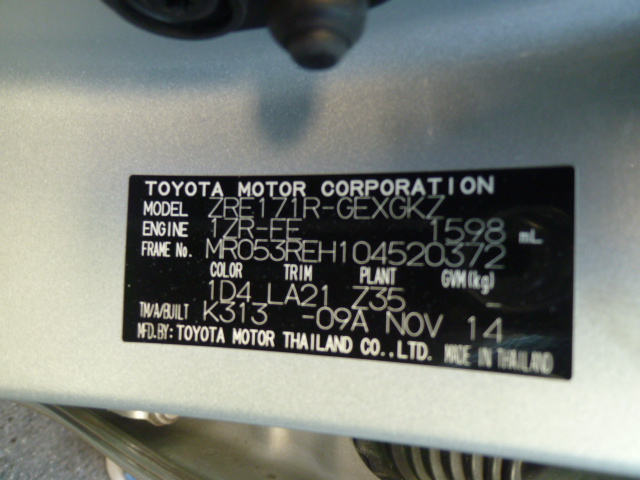 TOYOTA MOTOR CORPORATION
MODEL ZRE171R-GEXGKZ
ENGINE 1ZR-FE 1598 mL
FRAME No. MR053REH104520372
COLOR TRIM PLANT GVM(kg)
1D4 LA21 Z35 -
TM/A/BUILT K313 -09A NOV 14
MFD.BY: TOYOTA MOTOR THAILAND CO.,LTD. MADE IN THAILAND